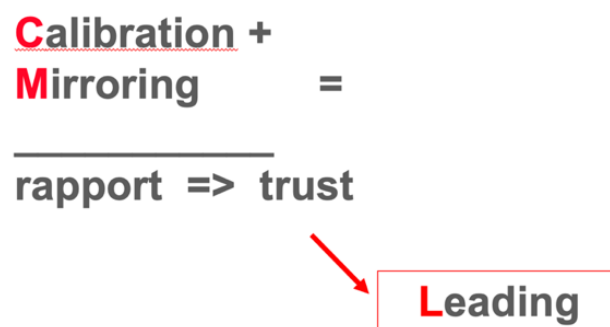 Calibration +
Mirroring =
rapport => trust
Leading